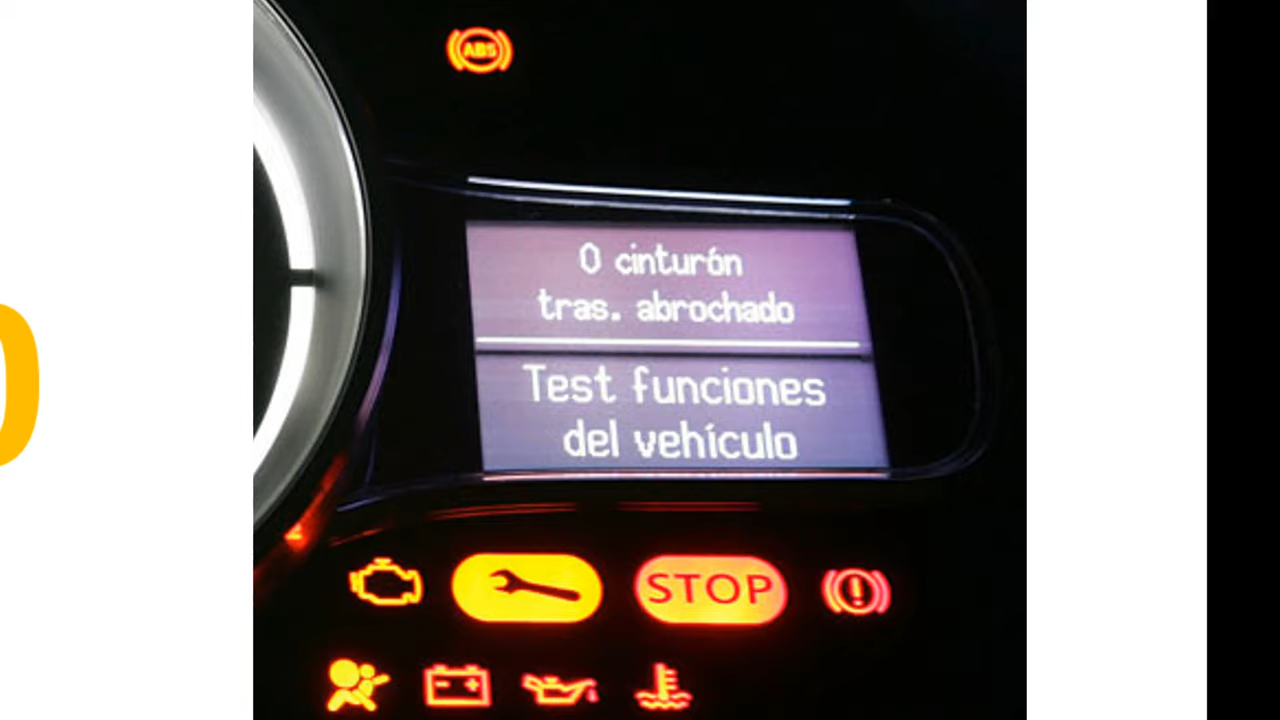 ABS
0 cinturón
tras. abrochado
Test funciones
del vehículo
STOP